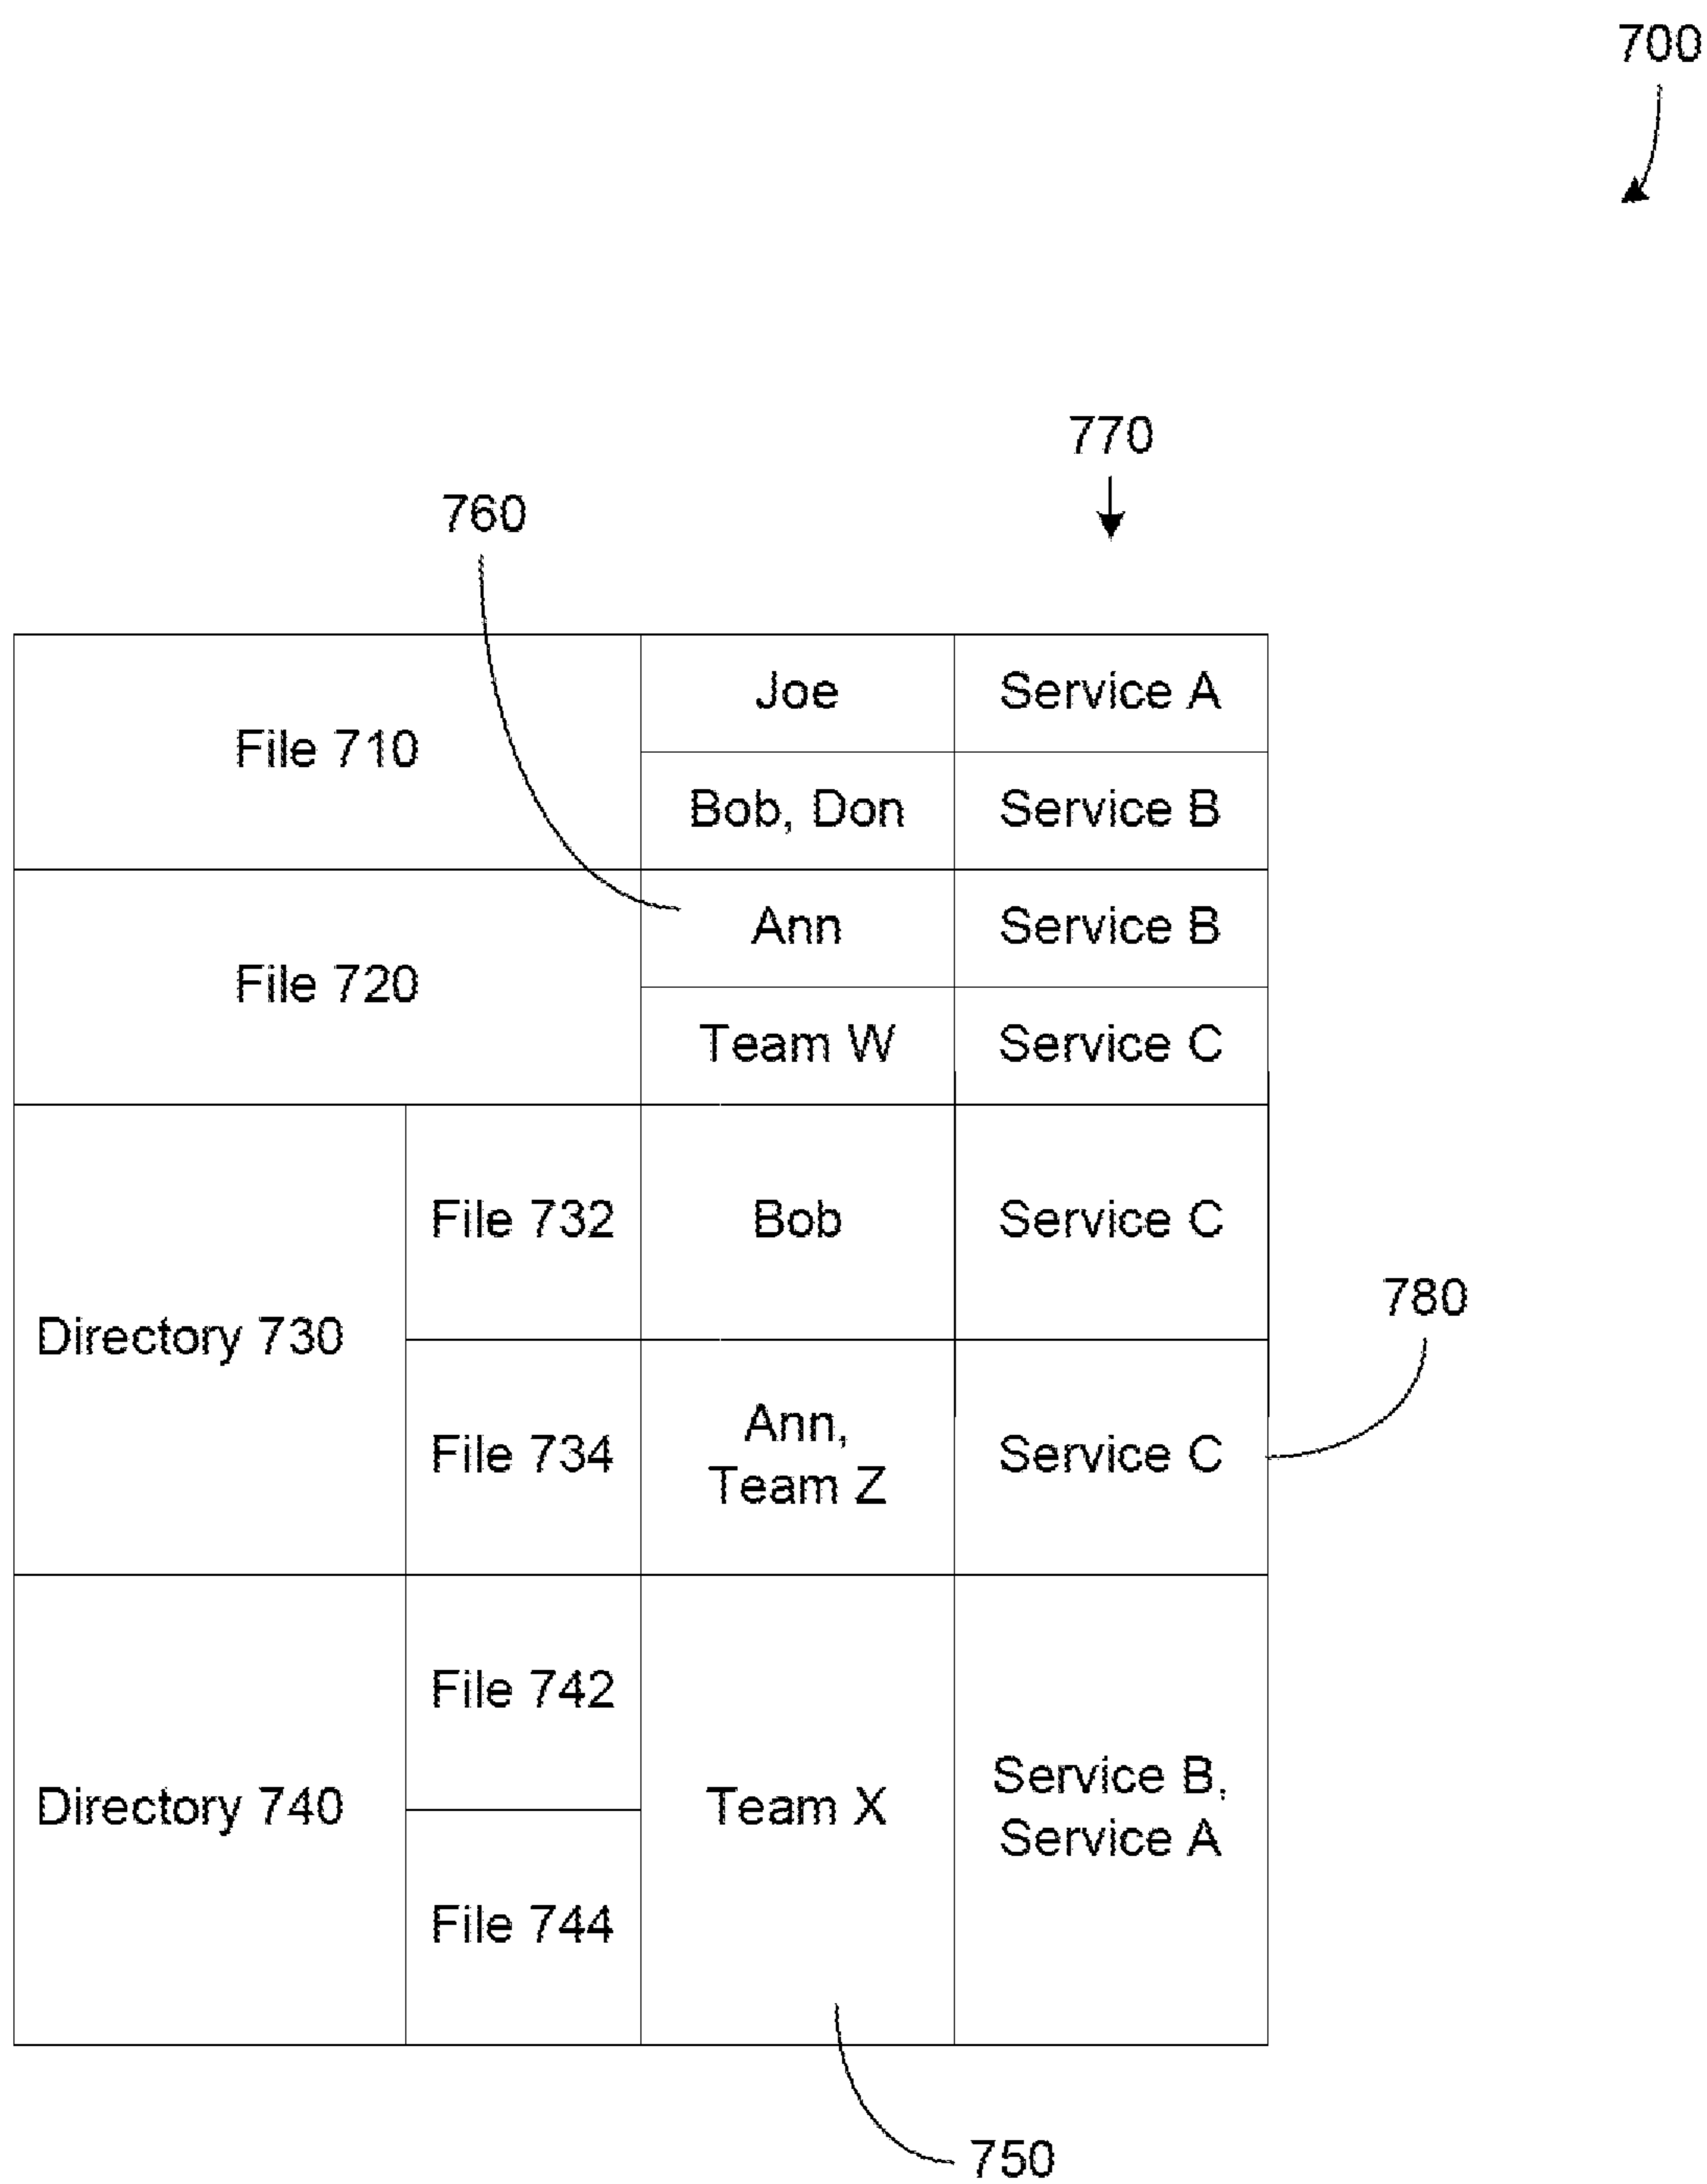 700
770
760
Joe
Service A
File 710
Bob, Don
Service B
Ann
Service B
File 720
Team W
Service C
File 732
Bob
Service C
780
Directory 730
File 734
Ann,
Team Z
Service C
File 742
Directory 740
Team X
Service B,
Service A
File 744
750